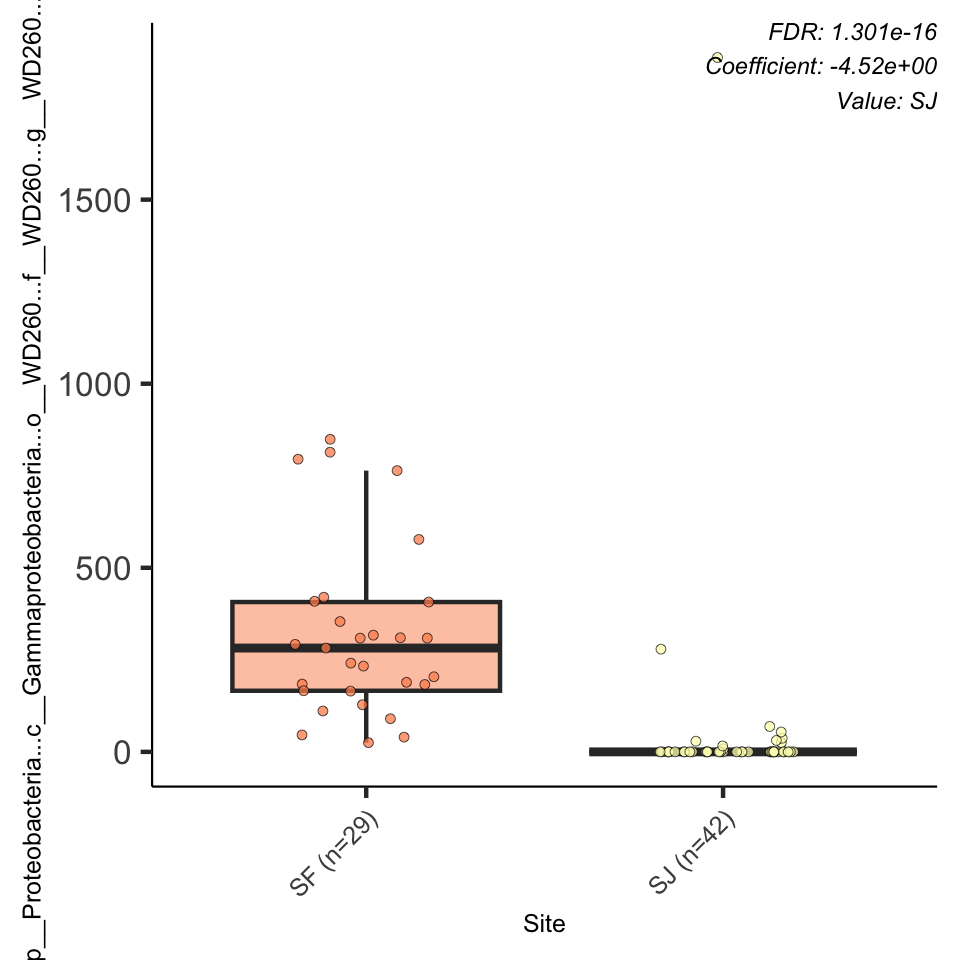 p__Proteobacteria...c__Gammaproteobacteria...o__WD260...f__WD260...g__WD260...
FDR: 1.301e-16
Coefficient: -4.52e+00
Value: SJ
1500
1000
500
0
SF (n=29)
SJ (n=42)
Site